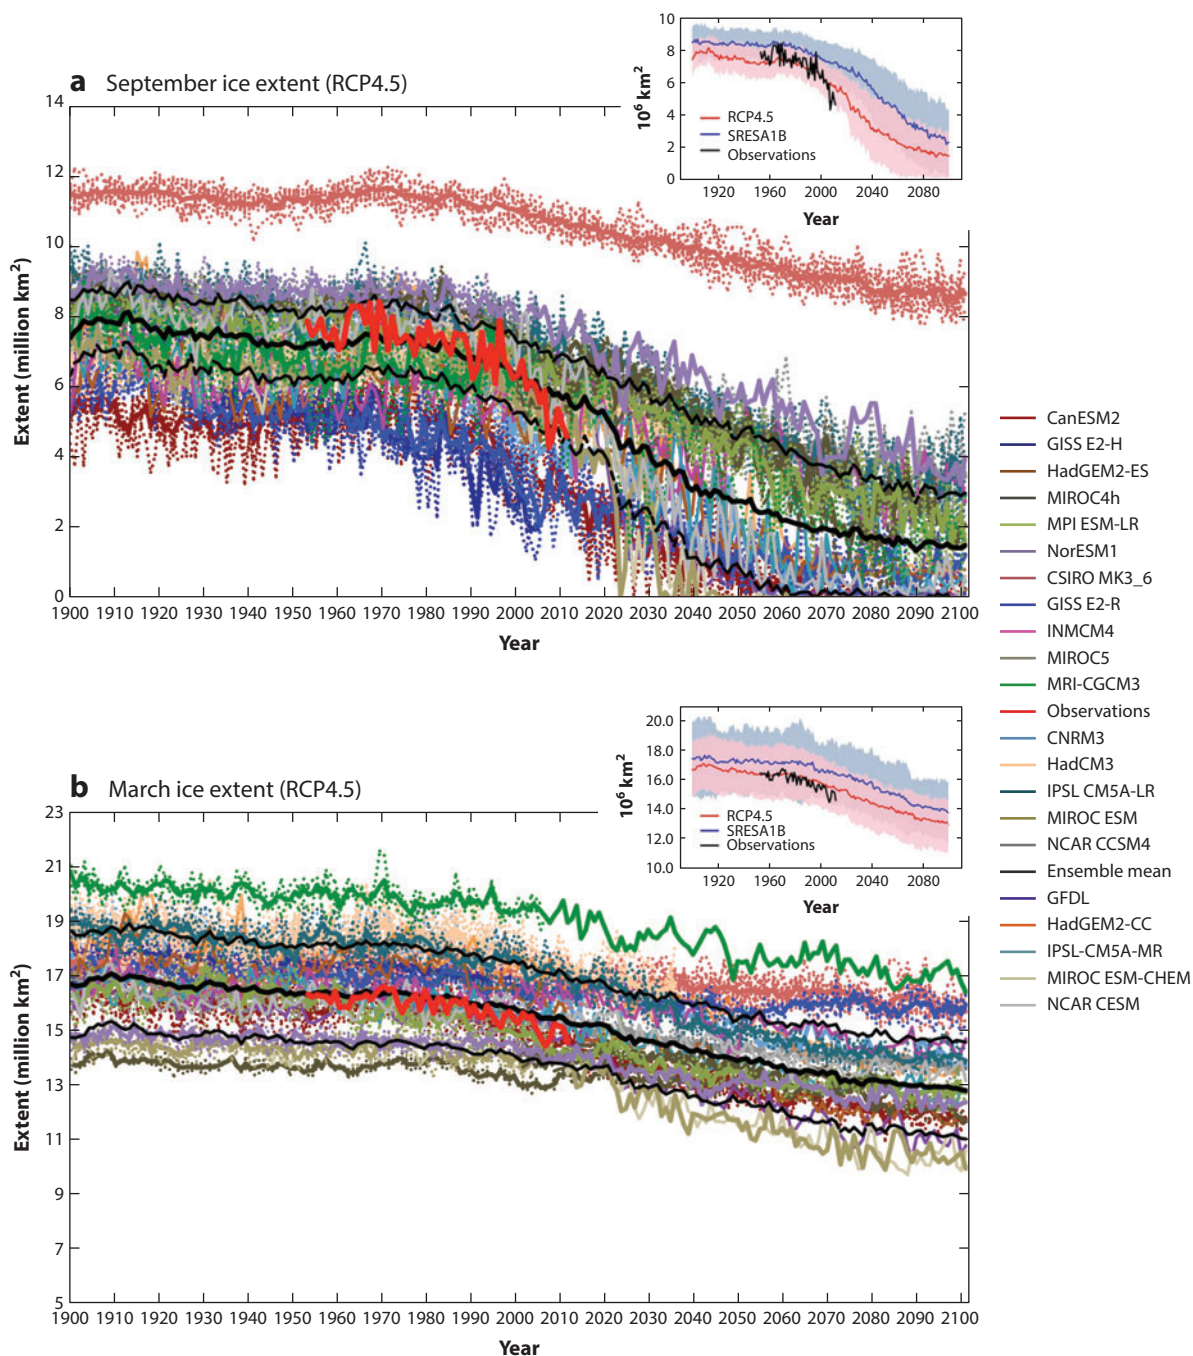 a September ice extent (RCP4.5)
Extent (million km²)
14
12
10
8
6
4
2
0
1900 1910 1920 1930 1940 1950 1960 1970 1980 1990 2000 2010 2020 2030 2040 2050 2060 2070 2080 2090 2100
Year
10⁶ km²
10
8
6
4
2
0
RCP4.5
SRESA1B
Observations
1920 1960 2000 2040 2080
Year
CanESM2
GISS E2-H
HadGEM2-ES
MIROC4h
MPI ESM-LR
NorESM1
CSIRO MK3_6
GISS E2-R
INMCM4
MIROC5
MRI-CGCM3
Observations
CNRM3
HadCM3
IPSL CM5A-LR
MIROC ESM
NCAR CCSM4
Ensemble mean
GFDL
HadGEM2-CC
IPSL-CM5A-MR
MIROC ESM-CHEM
NCAR CESM
b March ice extent (RCP4.5)
Extent (million km²)
23
21
19
17
15
13
11
9
7
5
1900 1910 1920 1930 1940 1950 1960 1970 1980 1990 2000 2010 2020 2030 2040 2050 2060 2070 2080 2090 2100
Year
10⁶ km²
20.0
18.0
16.0
14.0
12.0
10.0
RCP4.5
SRESA1B
Observations
1920 1960 2000 2040 2080
Year